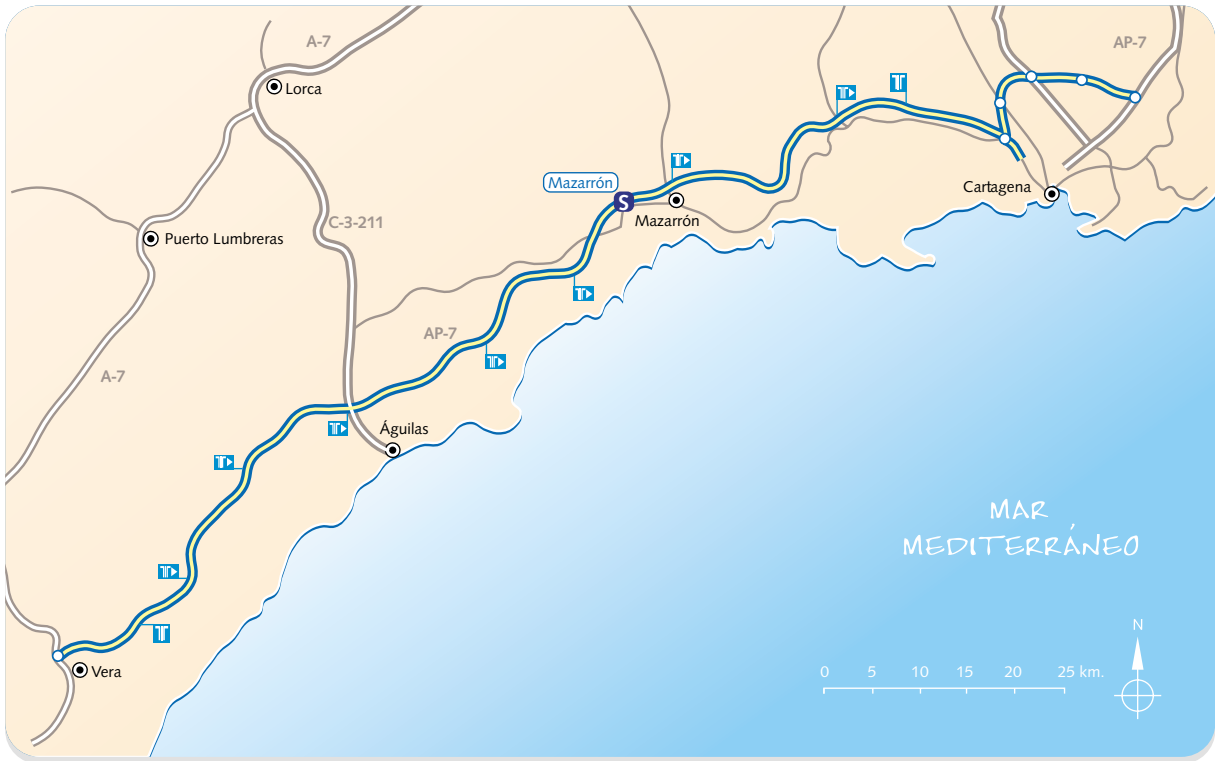 A-7
AP-7
Lorca
Mazarrón
S
Cartagena
Mazarrón
C-3-211
Puerto Lumbreras
AP-7
A-7
Águilas
MAR
MEDITERRÁNEO
N
0 5 10 15 20 25 km.
Vera